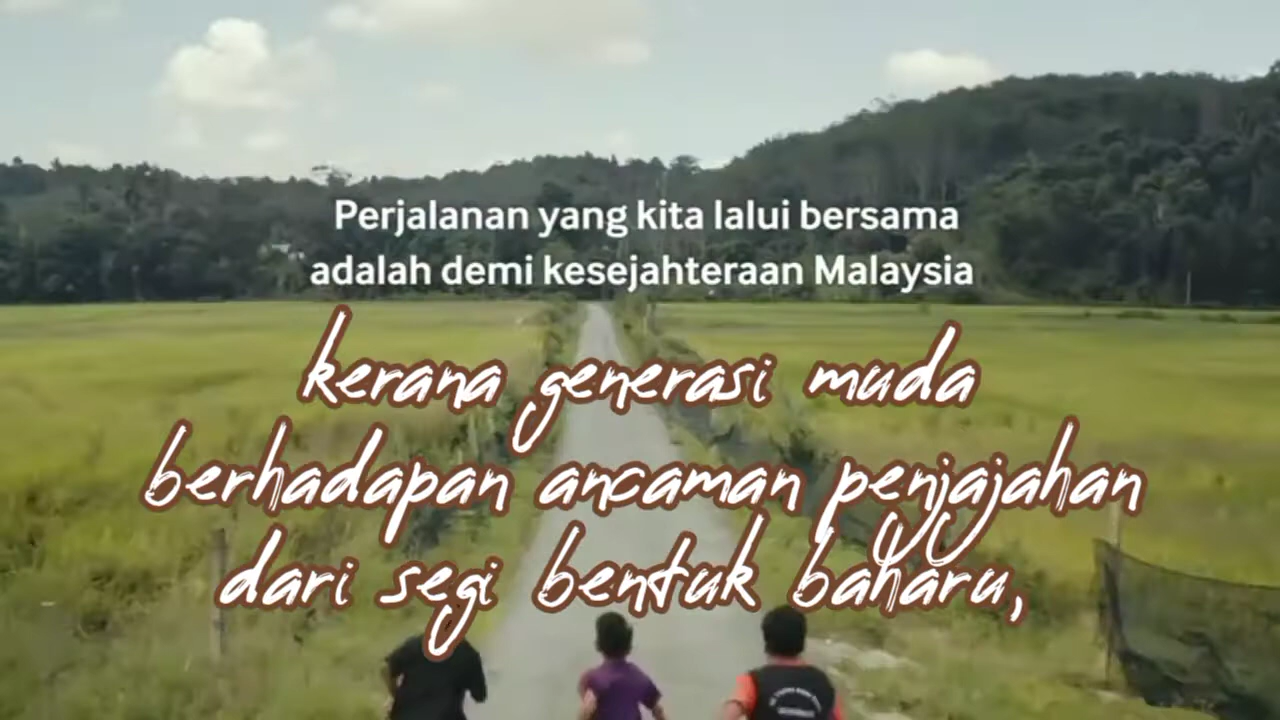 Perjalanan yang kita lalui bersama
adalah demi kesejahteraan Malaysia
kerana generasi muda
berhadapan ancaman penjajahan
dari segi bentuk baharu,